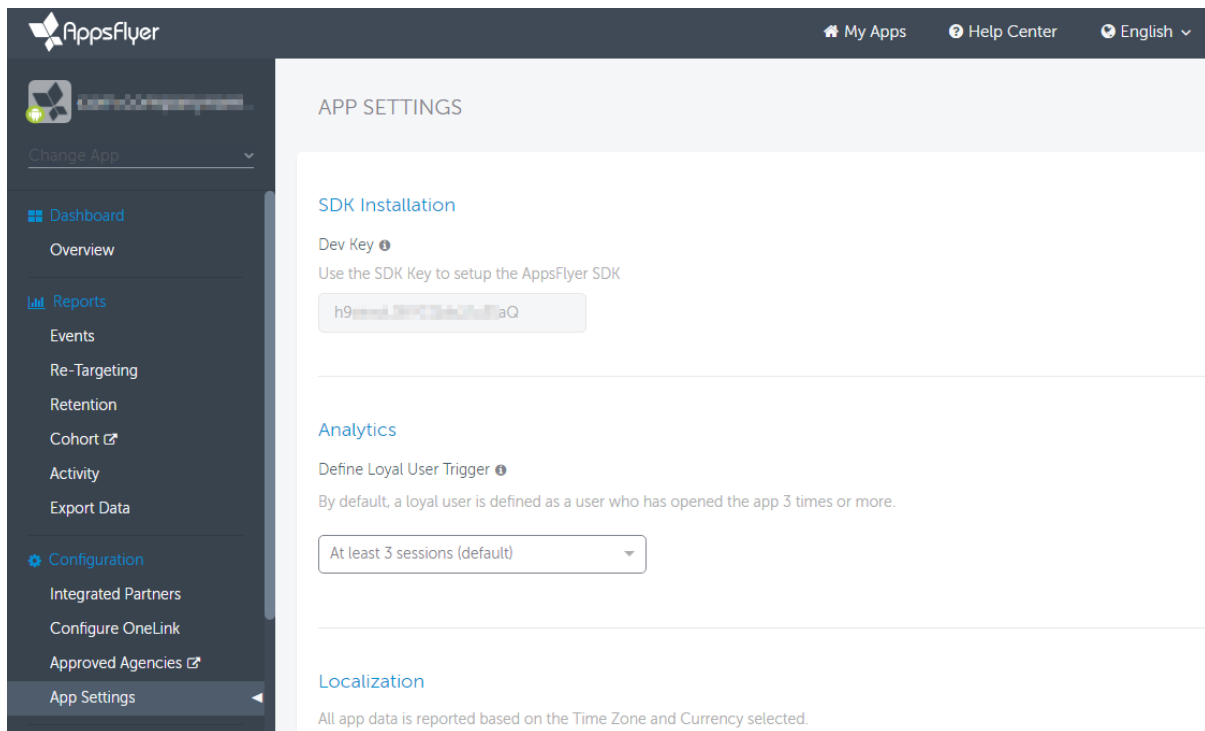 AppsFlyer
My Apps
Help Center
English
Change App
Dashboard
Overview
Reports
Events
Re-Targeting
Retention
Cohort
Activity
Export Data
Configuration
Integrated Partners
Configure OneLink
Approved Agencies
App Settings
APP SETTINGS
SDK Installation
Dev Key
Use the SDK Key to setup the AppsFlyer SDK
h9
aQ
Analytics
Define Loyal User Trigger
By default, a loyal user is defined as a user who has opened the app 3 times or more.
At least 3 sessions (default)
Localization
All app data is reported based on the Time Zone and Currency selected.